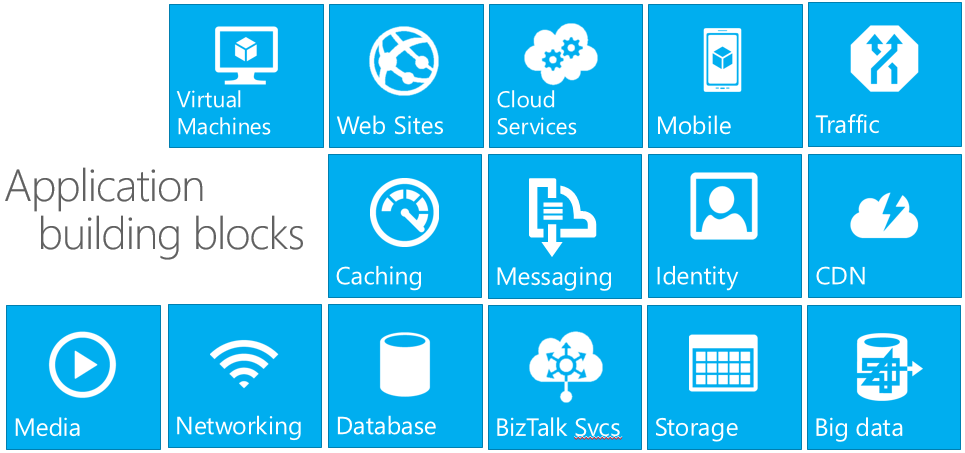 Virtual
Machines
Web Sites
Cloud
Services
Mobile
Traffic
Application
building blocks
Caching
Messaging
Identity
CDN
Media
Networking
Database
BizTalk Svcs
Storage
Big data